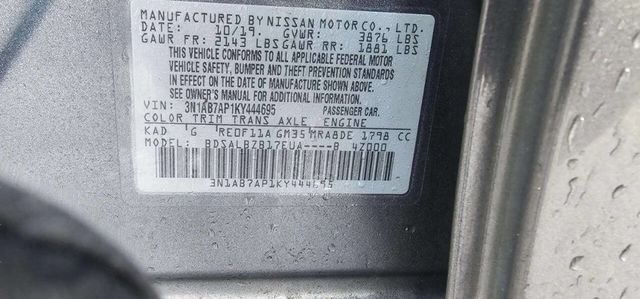 MANUFACTURED BY NISSAN MOTOR CO., LTD.
DATE: 10/19. GVWR: 3876 LBS
GAWR FR: 2143 LBS GAWR RR: 1881 LBS
THIS VEHICLE CONFORMS TO ALL APPLICABLE FEDERAL MOTOR
VEHICLE SAFETY, BUMPER AND THEFT PREVENTION STANDARDS
IN EFFECT ON THE DATE OF MANUFACTURE SHOWN ABOVE.
SEE OWNER'S MANUAL FOR ADDITIONAL INFORMATION.
VIN: 3N1AB7AP1KY444695 PASSENGER CAR.
COLOR TRIM TRANS AXLE ENGINE
KAD G RE0F11A GM35 MRA8DE 1798 CC
MODEL: BDSALBZB17EUA----B 4Z000
3N1AB7AP1KY444695